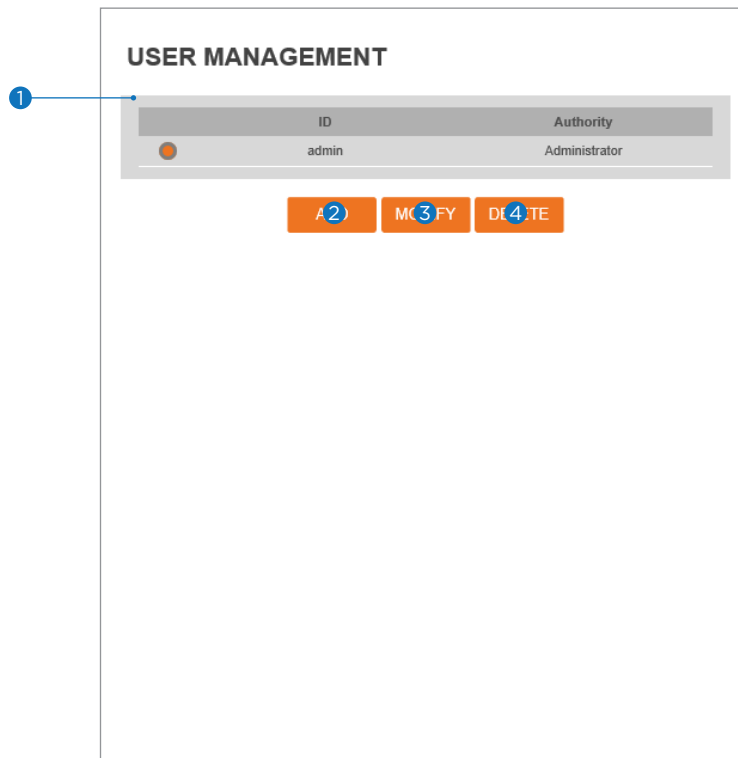 USER MANAGEMENT
1
ID Authority
admin Administrator
2 3 4